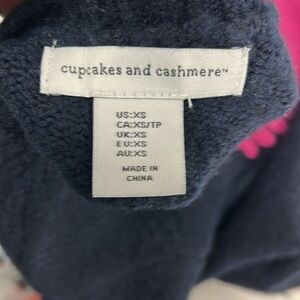 cupcakes and cashmere™
US:XS
CA:XS/TP
UK:XS
EU:XS
AU:XS
MADE IN
CHINA